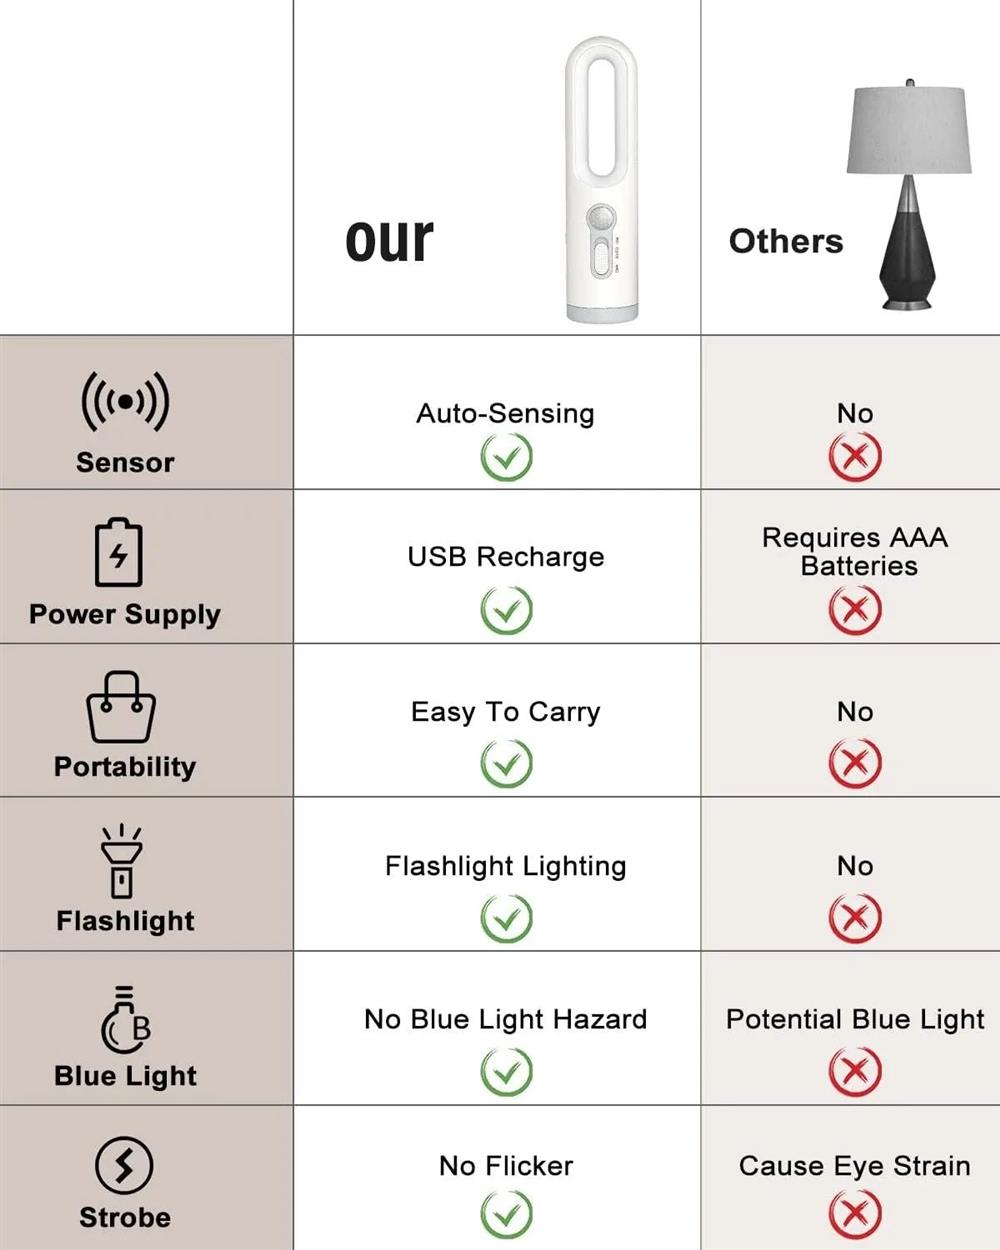 our
Others
Sensor
Auto-Sensing
No
Power Supply
USB Recharge
Requires AAA
Batteries
Portability
Easy To Carry
No
Flashlight
Flashlight Lighting
No
B
Blue Light
No Blue Light Hazard
Potential Blue Light
Strobe
No Flicker
Cause Eye Strain